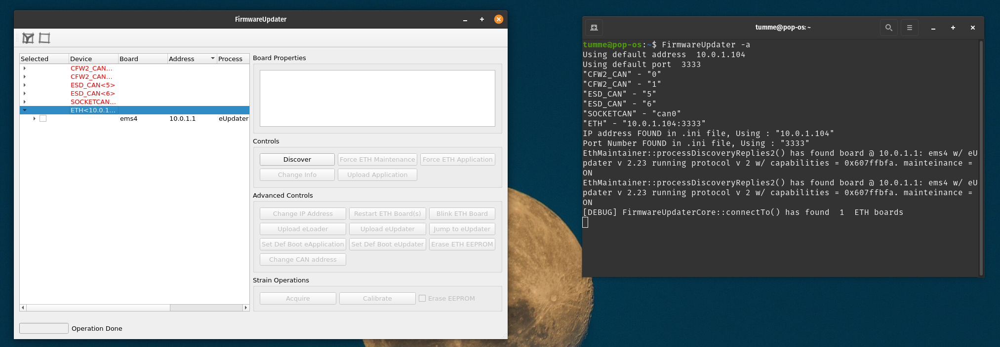 FirmwareUpdater
Selected Device Board Address Process
CFW2_CAN...
CFW2_CAN...
ESD_CAN<5>
ESD_CAN<6>
SOCKETCAN...
ETH<10.0.1...
ems4 10.0.1.1 eUpdater
Operation Done
Board Properties
Controls
Discover Force ETH Maintenance Force ETH Application
Change Info Upload Application
Advanced Controls
Change IP Address Restart ETH Board(s) Blink ETH Board
Upload eLoader Upload eUpdater Jump to eUpdater
Set Def Boot eApplication Set Def Boot eUpdater Erase ETH EEPROM
Change CAN address
Strain Operations
Acquire Calibrate Erase EEPROM
tumme@pop-os: ~
tumme@pop-os:~$ FirmwareUpdater -a
Using default address  10.0.1.104
Using default port  3333
"CFW2_CAN" - "0"
"CFW2_CAN" - "1"
"ESD_CAN" - "5"
"ESD_CAN" - "6"
"SOCKETCAN" - "can0"
"ETH" - "10.0.1.104:3333"
IP address FOUND in .ini file, Using : "10.0.1.104"
Port Number FOUND in .ini file, Using : "3333"
EthMaintainer::processDiscoveryReplies2() has found board @ 10.0.1.1: ems4 w/ eU
pdater v 2.23 running protocol v 2 w/ capabilities = 0x607ffbfa. mainteinance =
ON
EthMaintainer::processDiscoveryReplies2() has found board @ 10.0.1.1: ems4 w/ eU
pdater v 2.23 running protocol v 2 w/ capabilities = 0x607ffbfa. mainteinance =
ON
[DEBUG] FirmwareUpdaterCore::connectTo() has found  1  ETH boards